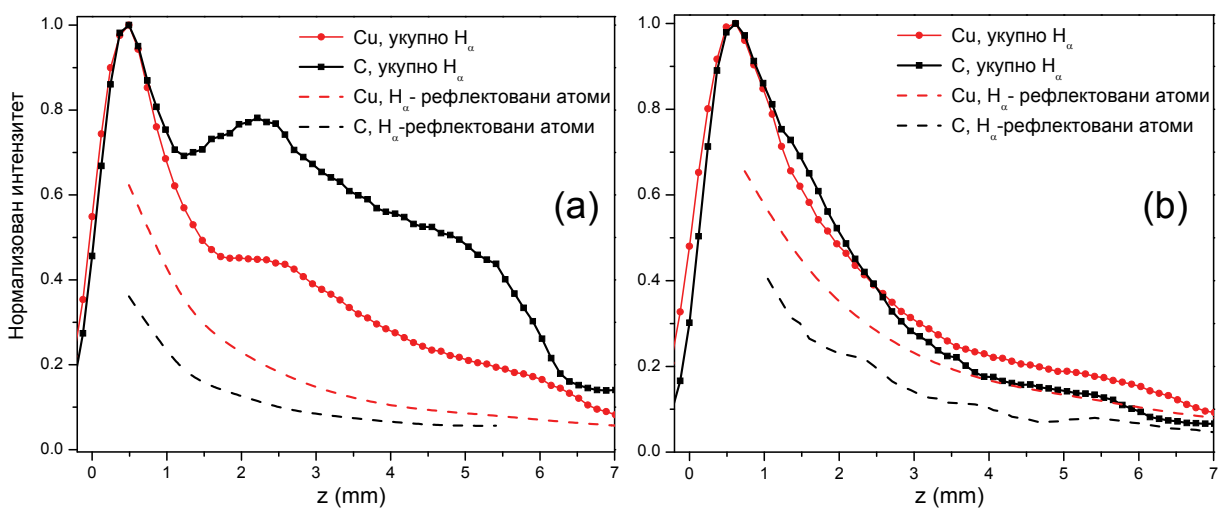 (a)
Cu, укупно Hα
C, укупно Hα
Cu, Hα- рефлектовани атоми
C, Hα-рефлектовани атоми
Нормализован интензитет
1.0
0.8
0.6
0.4
0.2
0.0
0 1 2 3 4 5 6 7
z (mm)
(b)
Cu, укупно Hα
C, укупно Hα
Cu, Hα- рефлектовани атоми
C, Hα-рефлектовани атоми
1.0
0.8
0.6
0.4
0.2
0.0
0 1 2 3 4 5 6 7
z (mm)